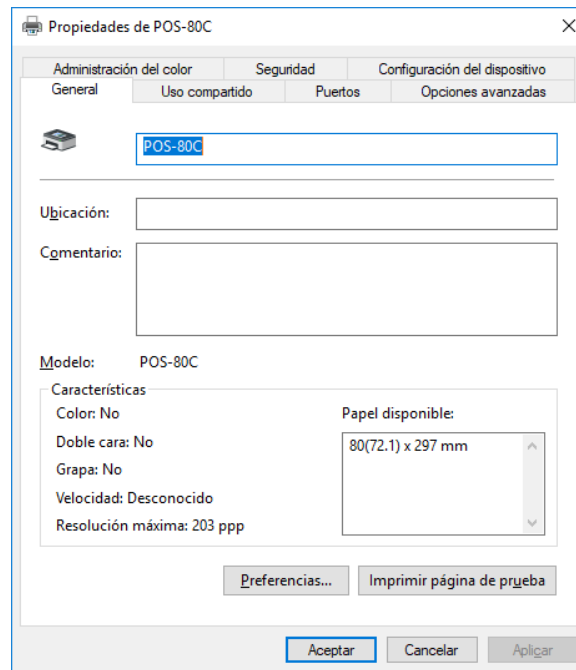 Propiedades de POS-80C
Administración del color Seguridad Configuración del dispositivo
General Uso compartido Puertos Opciones avanzadas
POS-80C
Ubicación:
Comentario:
Modelo: POS-80C
Características
Color: No Papel disponible:
Doble cara: No 80(72.1) x 297 mm
Grapa: No
Velocidad: Desconocido
Resolución máxima: 203 ppp
Preferencias... Imprimir página de prueba
Aceptar Cancelar Aplicar